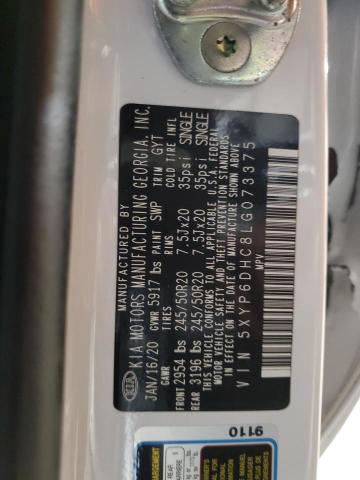 MANUFACTURED BY
KIA KIA MOTORS MANUFACTURING GEORGIA, INC.
JAN/16/20 GVWR 5917 lbs PAINT SWP TRIM GYT
GAWR TIRES RIMS COLD TIRE INFL
FRONT 2954 lbs 245/50R20 7.5Jx20 35psi SINGLE
REAR 3196 lbs 245/50R20 7.5Jx20 35psi SINGLE
THIS VEHICLE CONFORMS TO ALL APPLICABLE U.S.A FEDERAL
MOTOR VEHICLE SAFETY AND THEFT PREVENTION STANDARDS
IN EFFECT ON THE DATE OF MANUFACTURE SHOWN ABOVE
VIN 5XYP6DHC8LG073375
MPV
9110